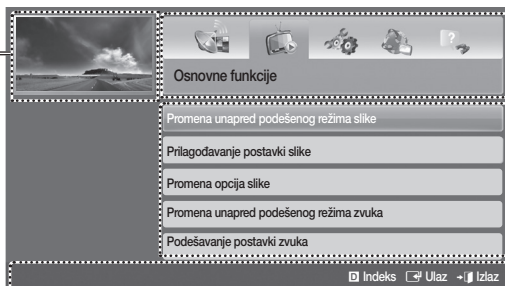 Osnovne funkcije
Promena unapred podešenog režima slike
Prilagođavanje postavki slike
Promena opcija slike
Promena unapred podešenog režima zvuka
Podešavanje postavki zvuka
D Indeks Ulaz Izlaz